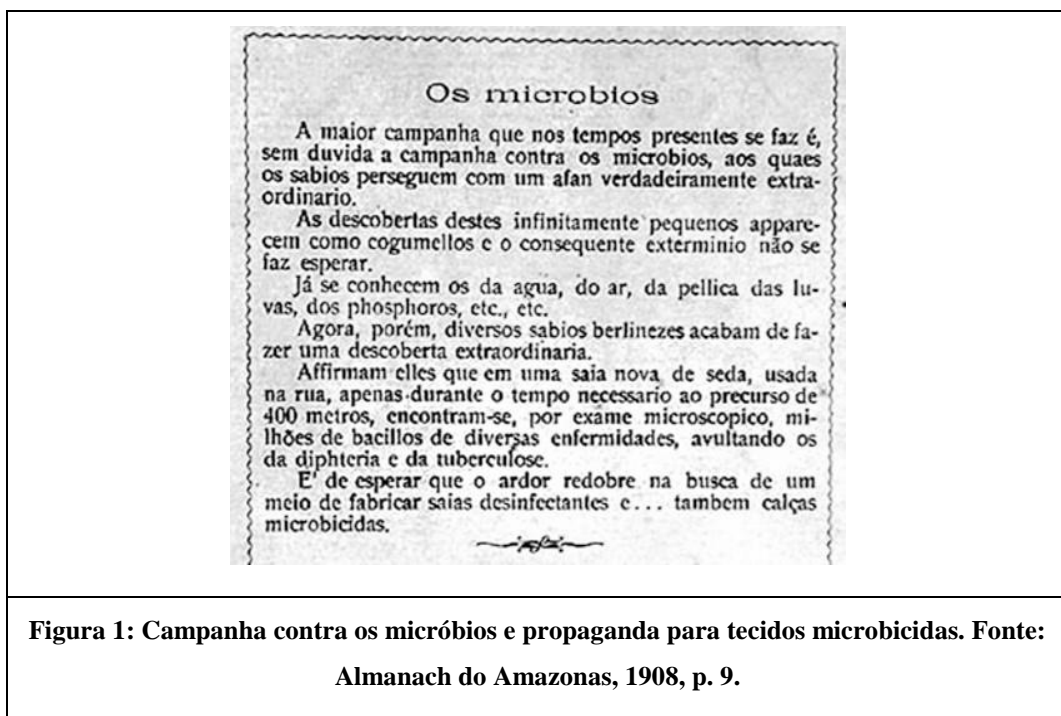 Os microbios
A maior campanha que nos tempos presentes se faz é,
sem duvida a campanha contra os microbios, aos quaes
os sabios perseguem com um afan verdadeiramente extra-
ordinario.
As descobertas destes infinitamente pequenos appare-
cem como cogumellos e o consequente exterminio não se
faz esperar.
Já se conhecem os da agua, do ar, da pellica das lu-
vas, dos phosphoros, etc., etc.
Agora, porém, diversos sabios berlinezes acabam de fa-
zer uma descoberta extraordinaria.
Affirmam elles que em uma saia nova de seda, usada
na rua, apenas durante o tempo necessario ao precurso de
400 metros, encontram-se, por exame microscopico, mi-
lhões de bacillos de diversas enfermidades, avultando os
da diphteria e da tuberculose.
E' de esperar que o ardor redobre na busca de um
meio de fabricar saias desinfectantes e... tambem calças
microbicidas.
Figura 1: Campanha contra os micróbios e propaganda para tecidos microbicidas. Fonte:
Almanach do Amazonas, 1908, p. 9.